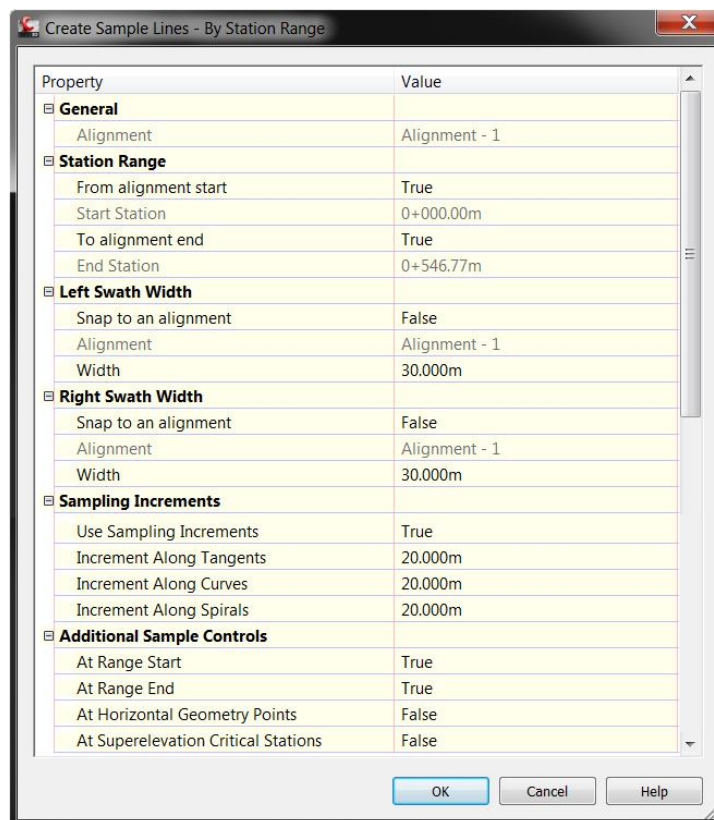 Create Sample Lines - By Station Range
Property Value
General
Alignment Alignment - 1
Station Range
From alignment start True
Start Station 0+000.00m
To alignment end True
End Station 0+546.77m
Left Swath Width
Snap to an alignment False
Alignment Alignment - 1
Width 30.000m
Right Swath Width
Snap to an alignment False
Alignment Alignment - 1
Width 30.000m
Sampling Increments
Use Sampling Increments True
Increment Along Tangents 20.000m
Increment Along Curves 20.000m
Increment Along Spirals 20.000m
Additional Sample Controls
At Range Start True
At Range End True
At Horizontal Geometry Points False
At Superelevation Critical Stations False
OK Cancel Help